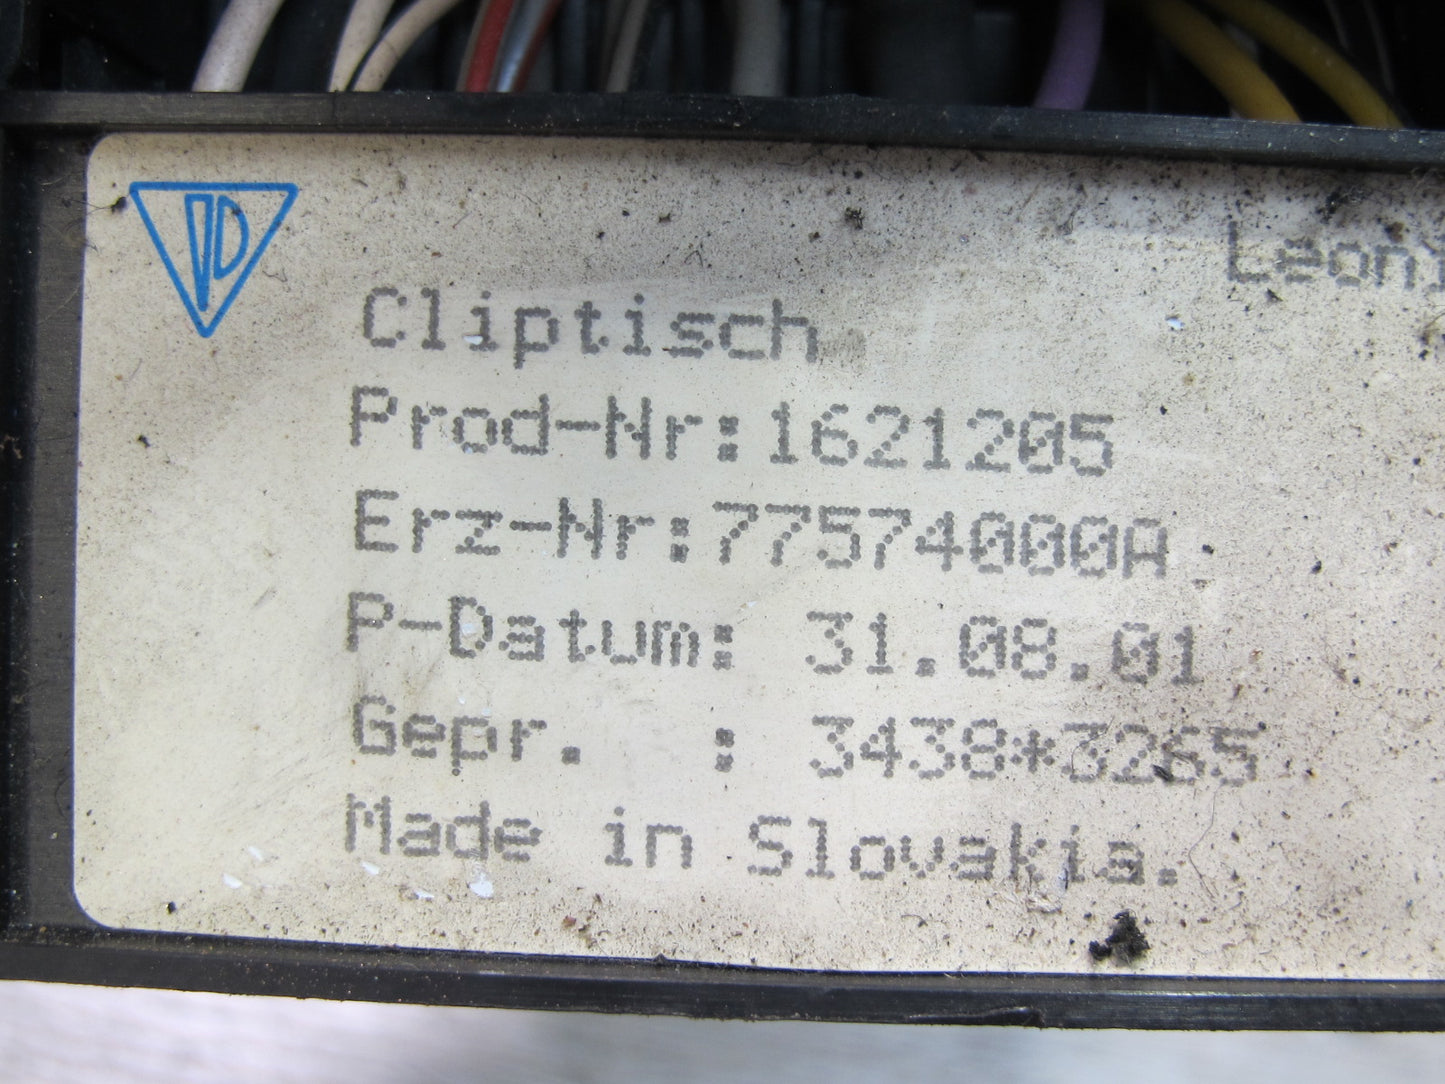 Leoni
Cliptisch
Prod-Nr:1621205
Erz-Nr:77574000A
P-Datum: 31.08.01
Gepr. : 3438*3265
Made in Slovakia.